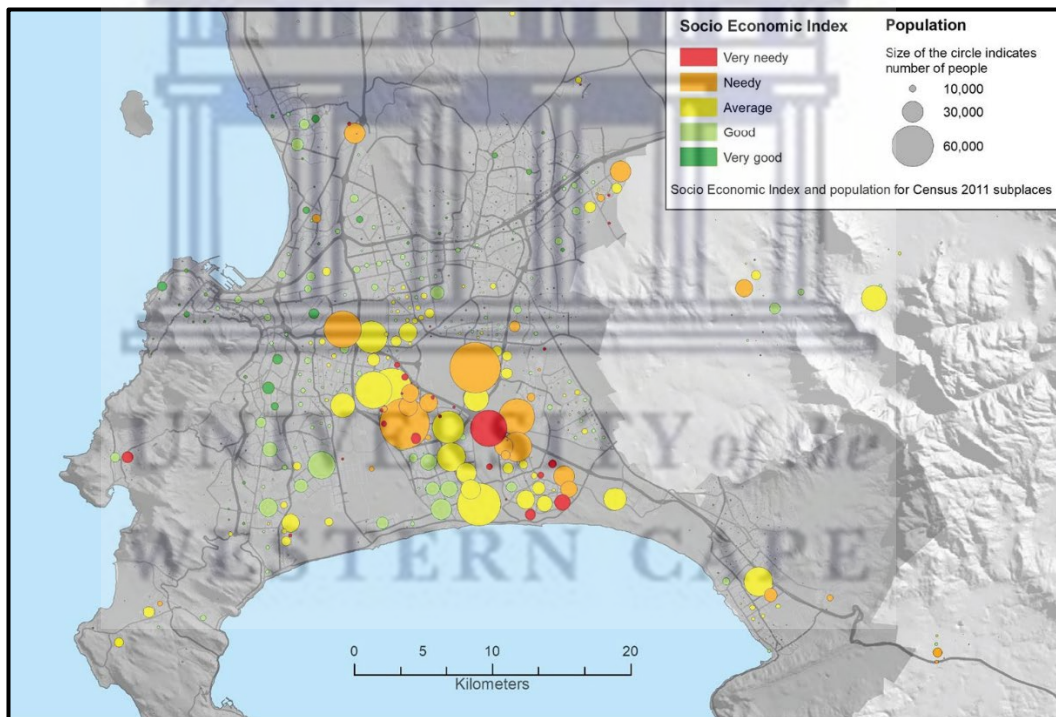 Socio Economic Index
Very needy
Needy
Average
Good
Very good
Population
Size of the circle indicates
number of people
10,000
30,000
60,000
Socio Economic Index and population for Census 2011 subplaces
UNIVERSITY of the
WESTERN CAPE
0 5 10 20
Kilometers